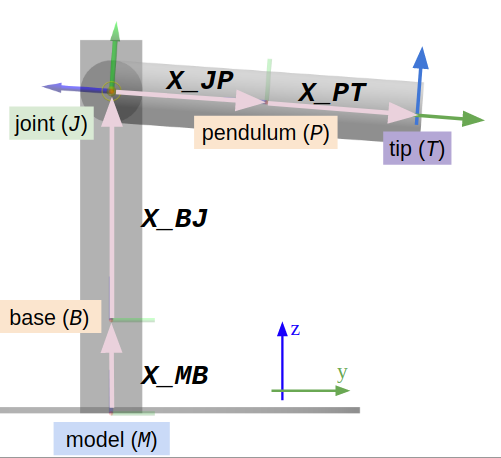 X_JP
X_PT
joint (J)
pendulum (P)
tip (T)
X_BJ
base (B)
z
y
X_MB
model (M)